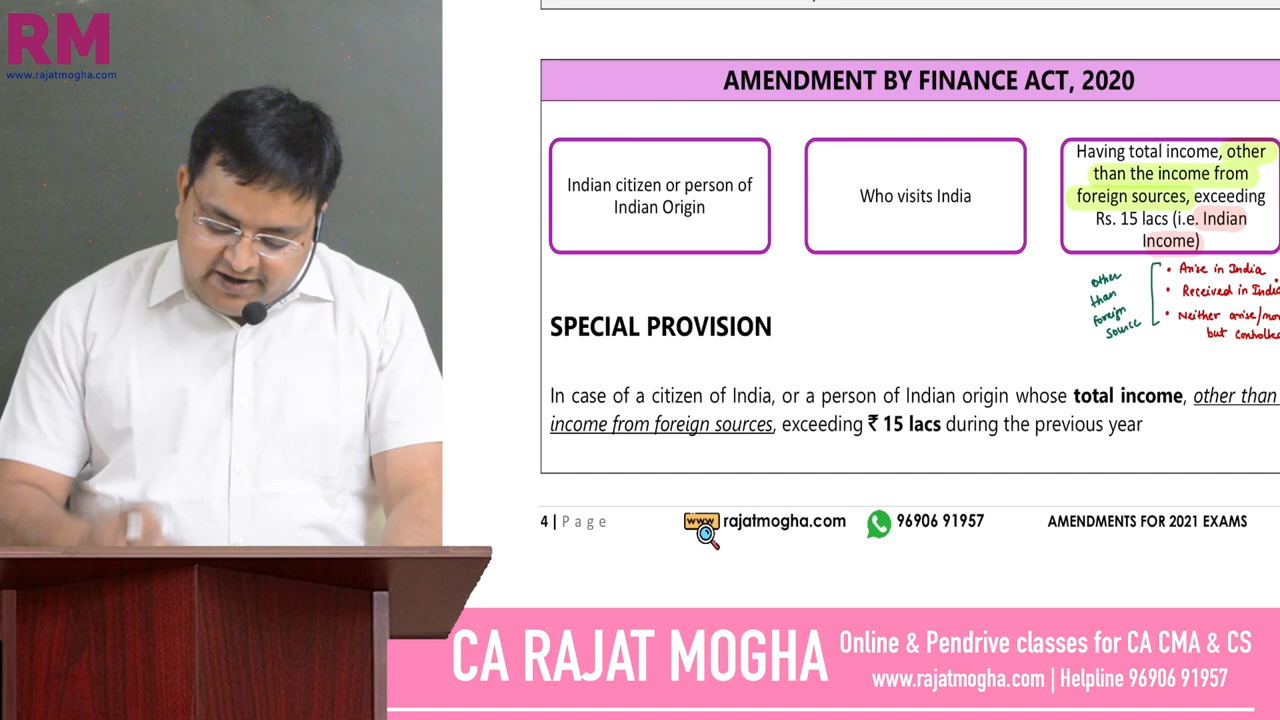 RM
www.rajatmogha.com
AMENDMENT BY FINANCE ACT, 2020
Indian citizen or person of
Indian Origin
Who visits India
Having total income, other
than the income from
foreign sources, exceeding
Rs. 15 lacs (i.e. Indian
Income)
other
than
foreign
source
• Arise in India
• Received in India
• Neither arise/
but
SPECIAL PROVISION
In case of a citizen of India, or a person of Indian origin whose total income, other than
income from foreign sources, exceeding ₹ 15 lacs during the previous year
4 | Page
www rajatmogha.com
96906 91957
AMENDMENTS FOR 2021 EXAMS
CA RAJAT MOGHA
Online & Pendrive classes for CA CMA & CS
www.rajatmogha.com | Helpline 96906 91957